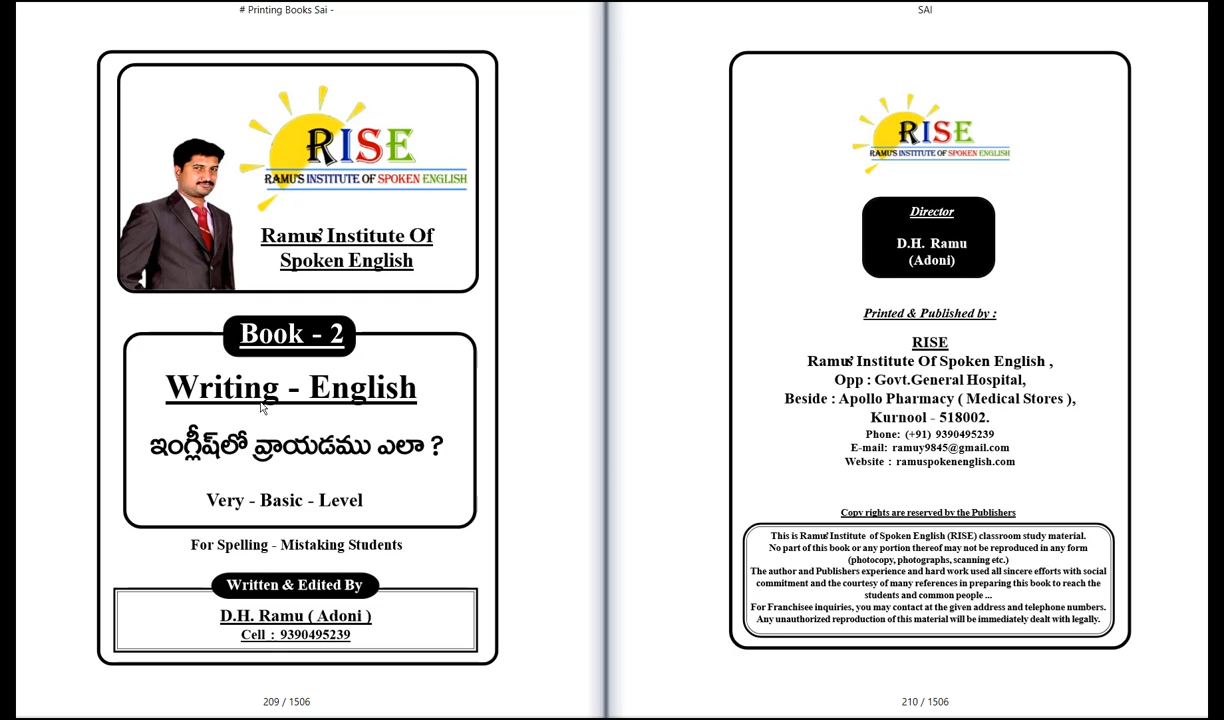 # Printing Books Sai -
RISE
RAMU'S INSTITUTE OF SPOKEN ENGLISH
Ramu's Institute Of
Spoken English
Book - 2
Writing - English
ఇంగ్లీష్‌లో వ్రాయడము ఎలా ?
Very - Basic - Level
For Spelling - Mistaking Students
Written & Edited By
D.H. Ramu ( Adoni )
Cell : 9390495239
209 / 1506
SAI
RISE
RAMU'S INSTITUTE OF SPOKEN ENGLISH
Director
D.H. Ramu
(Adoni)
Printed & Published by :
RISE
Ramu's Institute Of Spoken English ,
Opp : Govt.General Hospital,
Beside : Apollo Pharmacy ( Medical Stores ),
Kurnool - 518002.
Phone: (+91) 9390495239
E-mail: ramuy9845@gmail.com
Website : ramuspokenenglish.com
Copy rights are reserved by the Publishers
This is Ramu's Institute of Spoken English (RISE) classroom study material.
No part of this book or any portion thereof may not be reproduced in any form
(photocopy, photographs, scanning etc.)
The author and Publishers experience and hard work used all sincere efforts with social
commitment and the courtesy of many references in preparing this book to reach the
students and common people ...
For Franchisee inquiries, you may contact at the given address and telephone numbers.
Any unauthorized reproduction of this material will be immediately dealt with legally.
210 / 1506